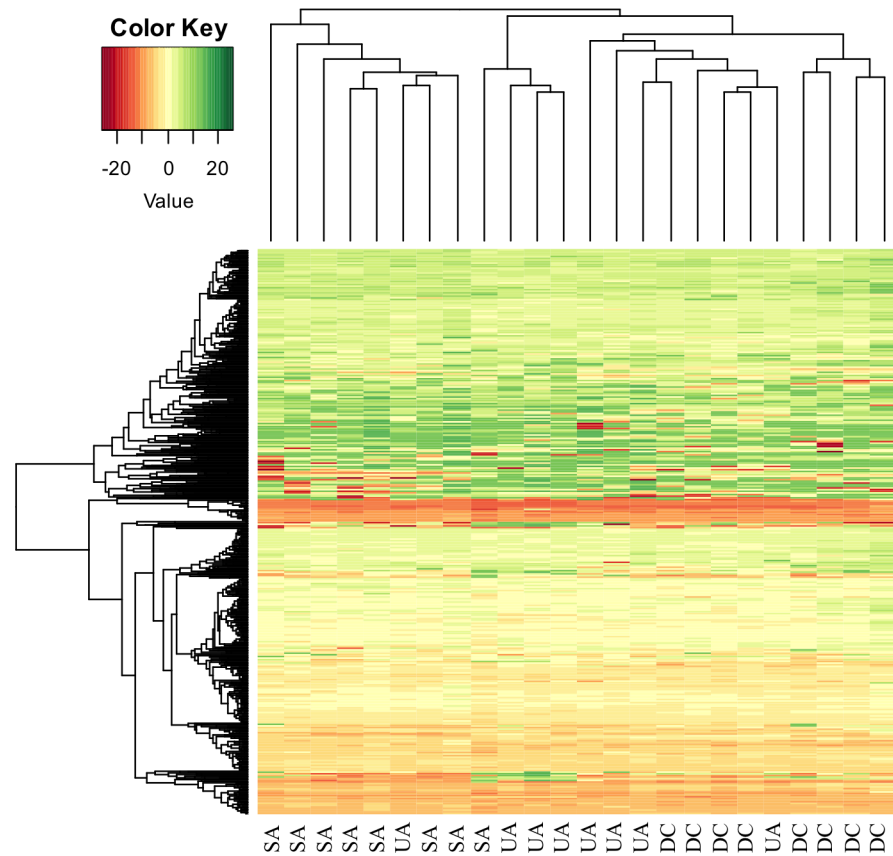 Color Key
-20 0 20
Value
SA SA SA SA SA UA SA SA SA UA UA UA UA UA UA DC DC DC DC UA DC DC DC DC